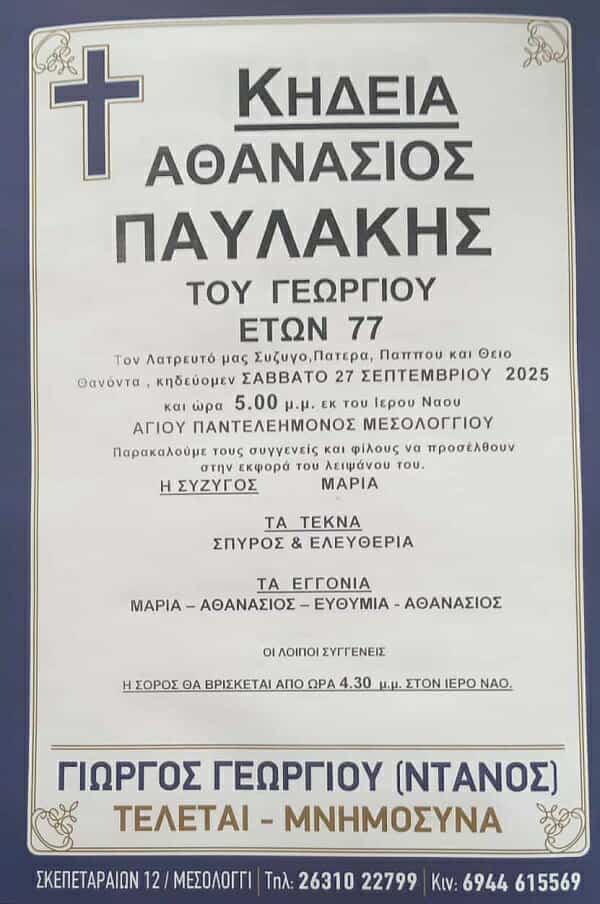 ΚΗΔΕΙΑ
ΑΘΑΝΑΣΙΟΣ
ΠΑΥΛΑΚΗΣ
ΤΟΥ ΓΕΩΡΓΙΟΥ
ΕΤΩΝ 77
Τον Λατρευτό μας Συζυγο,Πατερα, Παππου και Θειο
Θανόντα , κηδεύομεν ΣΑΒΒΑΤΟ 27 ΣΕΠΤΕΜΒΡΙΟΥ 2025
και ώρα 5.00 μ.μ. εκ του Ιερου Ναου
ΑΓΙΟΥ ΠΑΝΤΕΛΕΗΜΟΝΟΣ ΜΕΣΟΛΟΓΓΙΟΥ
Παρακαλούμε τους συγγενείς και φίλους να προσέλθουν
στην εκφορά του λειψάνου του.
Η ΣΥΖΥΓΟΣ ΜΑΡΙΑ
ΤΑ ΤΕΚΝΑ
ΣΠΥΡΟΣ & ΕΛΕΥΘΕΡΙΑ
ΤΑ ΕΓΓΟΝΙΑ
ΜΑΡΙΑ – ΑΘΑΝΑΣΙΟΣ – ΕΥΘΥΜΙΑ - ΑΘΑΝΑΣΙΟΣ
ΟΙ ΛΟΙΠΟΙ ΣΥΓΓΕΝΕΙΣ
Η ΣΟΡΟΣ ΘΑ ΒΡΙΣΚΕΤΑΙ ΑΠΟ ΩΡΑ 4.30 μ.μ. ΣΤΟΝ ΙΕΡΟ ΝΑΟ.
ΓΙΩΡΓΟΣ ΓΕΩΡΓΙΟΥ (ΝΤΑΝΟΣ)
ΤΕΛΕΤΑΙ - ΜΝΗΜΟΣΥΝΑ
ΣΚΕΠΕΤΑΡΑΙΩΝ 12 / ΜΕΣΟΛΟΓΓΙ | Τηλ: 26310 22799 | Κιν: 6944 615569